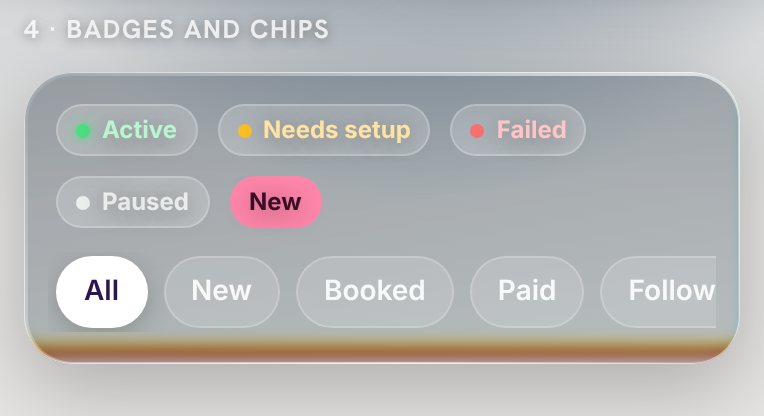 4 · BADGES AND CHIPS
Active Needs setup Failed
Paused New
All New Booked Paid Follow